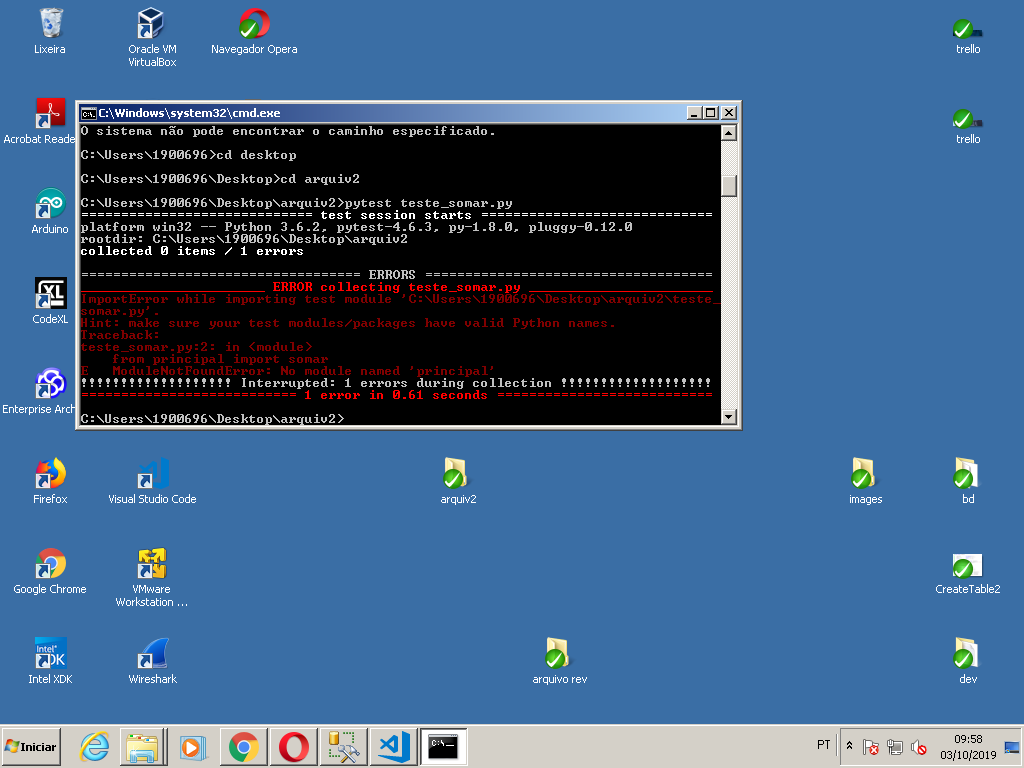 Lixeira
Oracle VM
VirtualBox
Navegador Opera
trello
Acrobat Reade
trello
Arduino
CodeXL
Enterprise Arch
C:\Windows\system32\cmd.exe
O sistema não pode encontrar o caminho especificado.
C:\Users\1900696>cd desktop
C:\Users\1900696\Desktop>cd arquiv2
C:\Users\1900696\Desktop\arquiv2>pytest teste_somar.py
============================= test session starts =============================
platform win32 -- Python 3.6.2, pytest-4.6.3, py-1.8.0, pluggy-0.12.0
rootdir: C:\Users\1900696\Desktop\arquiv2
collected 0 items / 1 errors
=================================== ERRORS ====================================
_______________________ ERROR collecting teste_somar.py _______________________
ImportError while importing test module 'C:\Users\1900696\Desktop\arquiv2\teste_
somar.py'.
Hint: make sure your test modules/packages have valid Python names.
Traceback:
teste_somar.py:2: in <module>
    from principal import somar
E   ModuleNotFoundError: No module named 'principal'
!!!!!!!!!!!!!!!!!!! Interrupted: 1 errors during collection !!!!!!!!!!!!!!!!!!!
=========================== 1 error in 0.61 seconds ===========================
C:\Users\1900696\Desktop\arquiv2>
Firefox
Visual Studio Code
arquiv2
images
bd
Google Chrome
VMware
Workstation ...
CreateTable2
intel
XDK
Intel XDK
Wireshark
arquivo rev
dev
Iniciar
C:\_
PT
09:58
03/10/2019